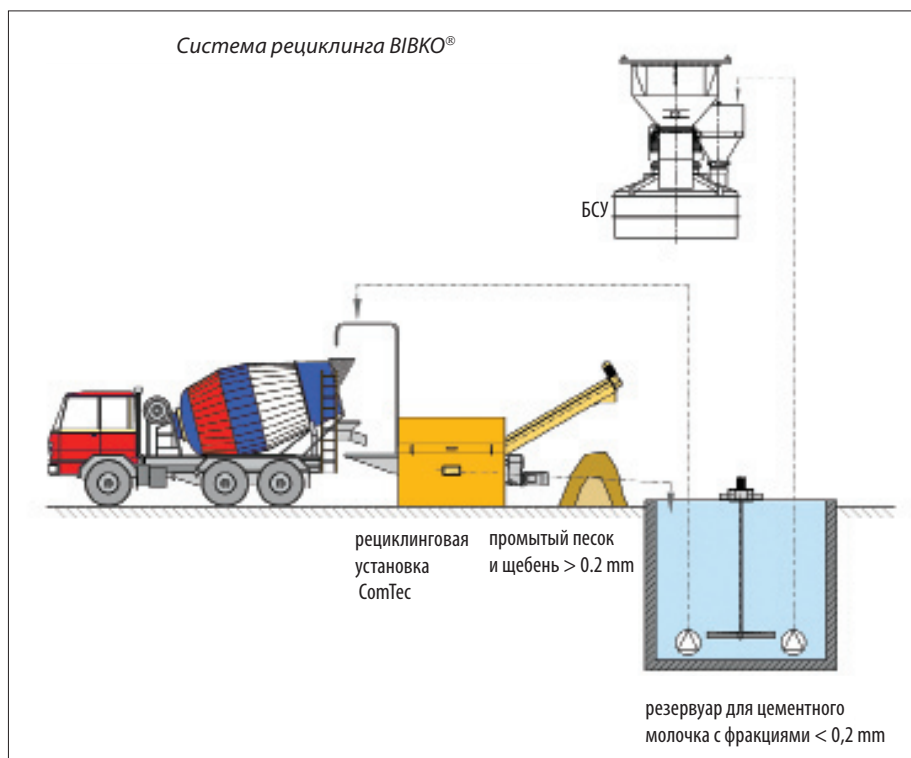 Система рециклинга BIBKO®
БСУ
рециклинговая
установка
ComTec
промытый песок
и щебень > 0.2 mm
резервуар для цементного
молочка с фракциями < 0,2 mm